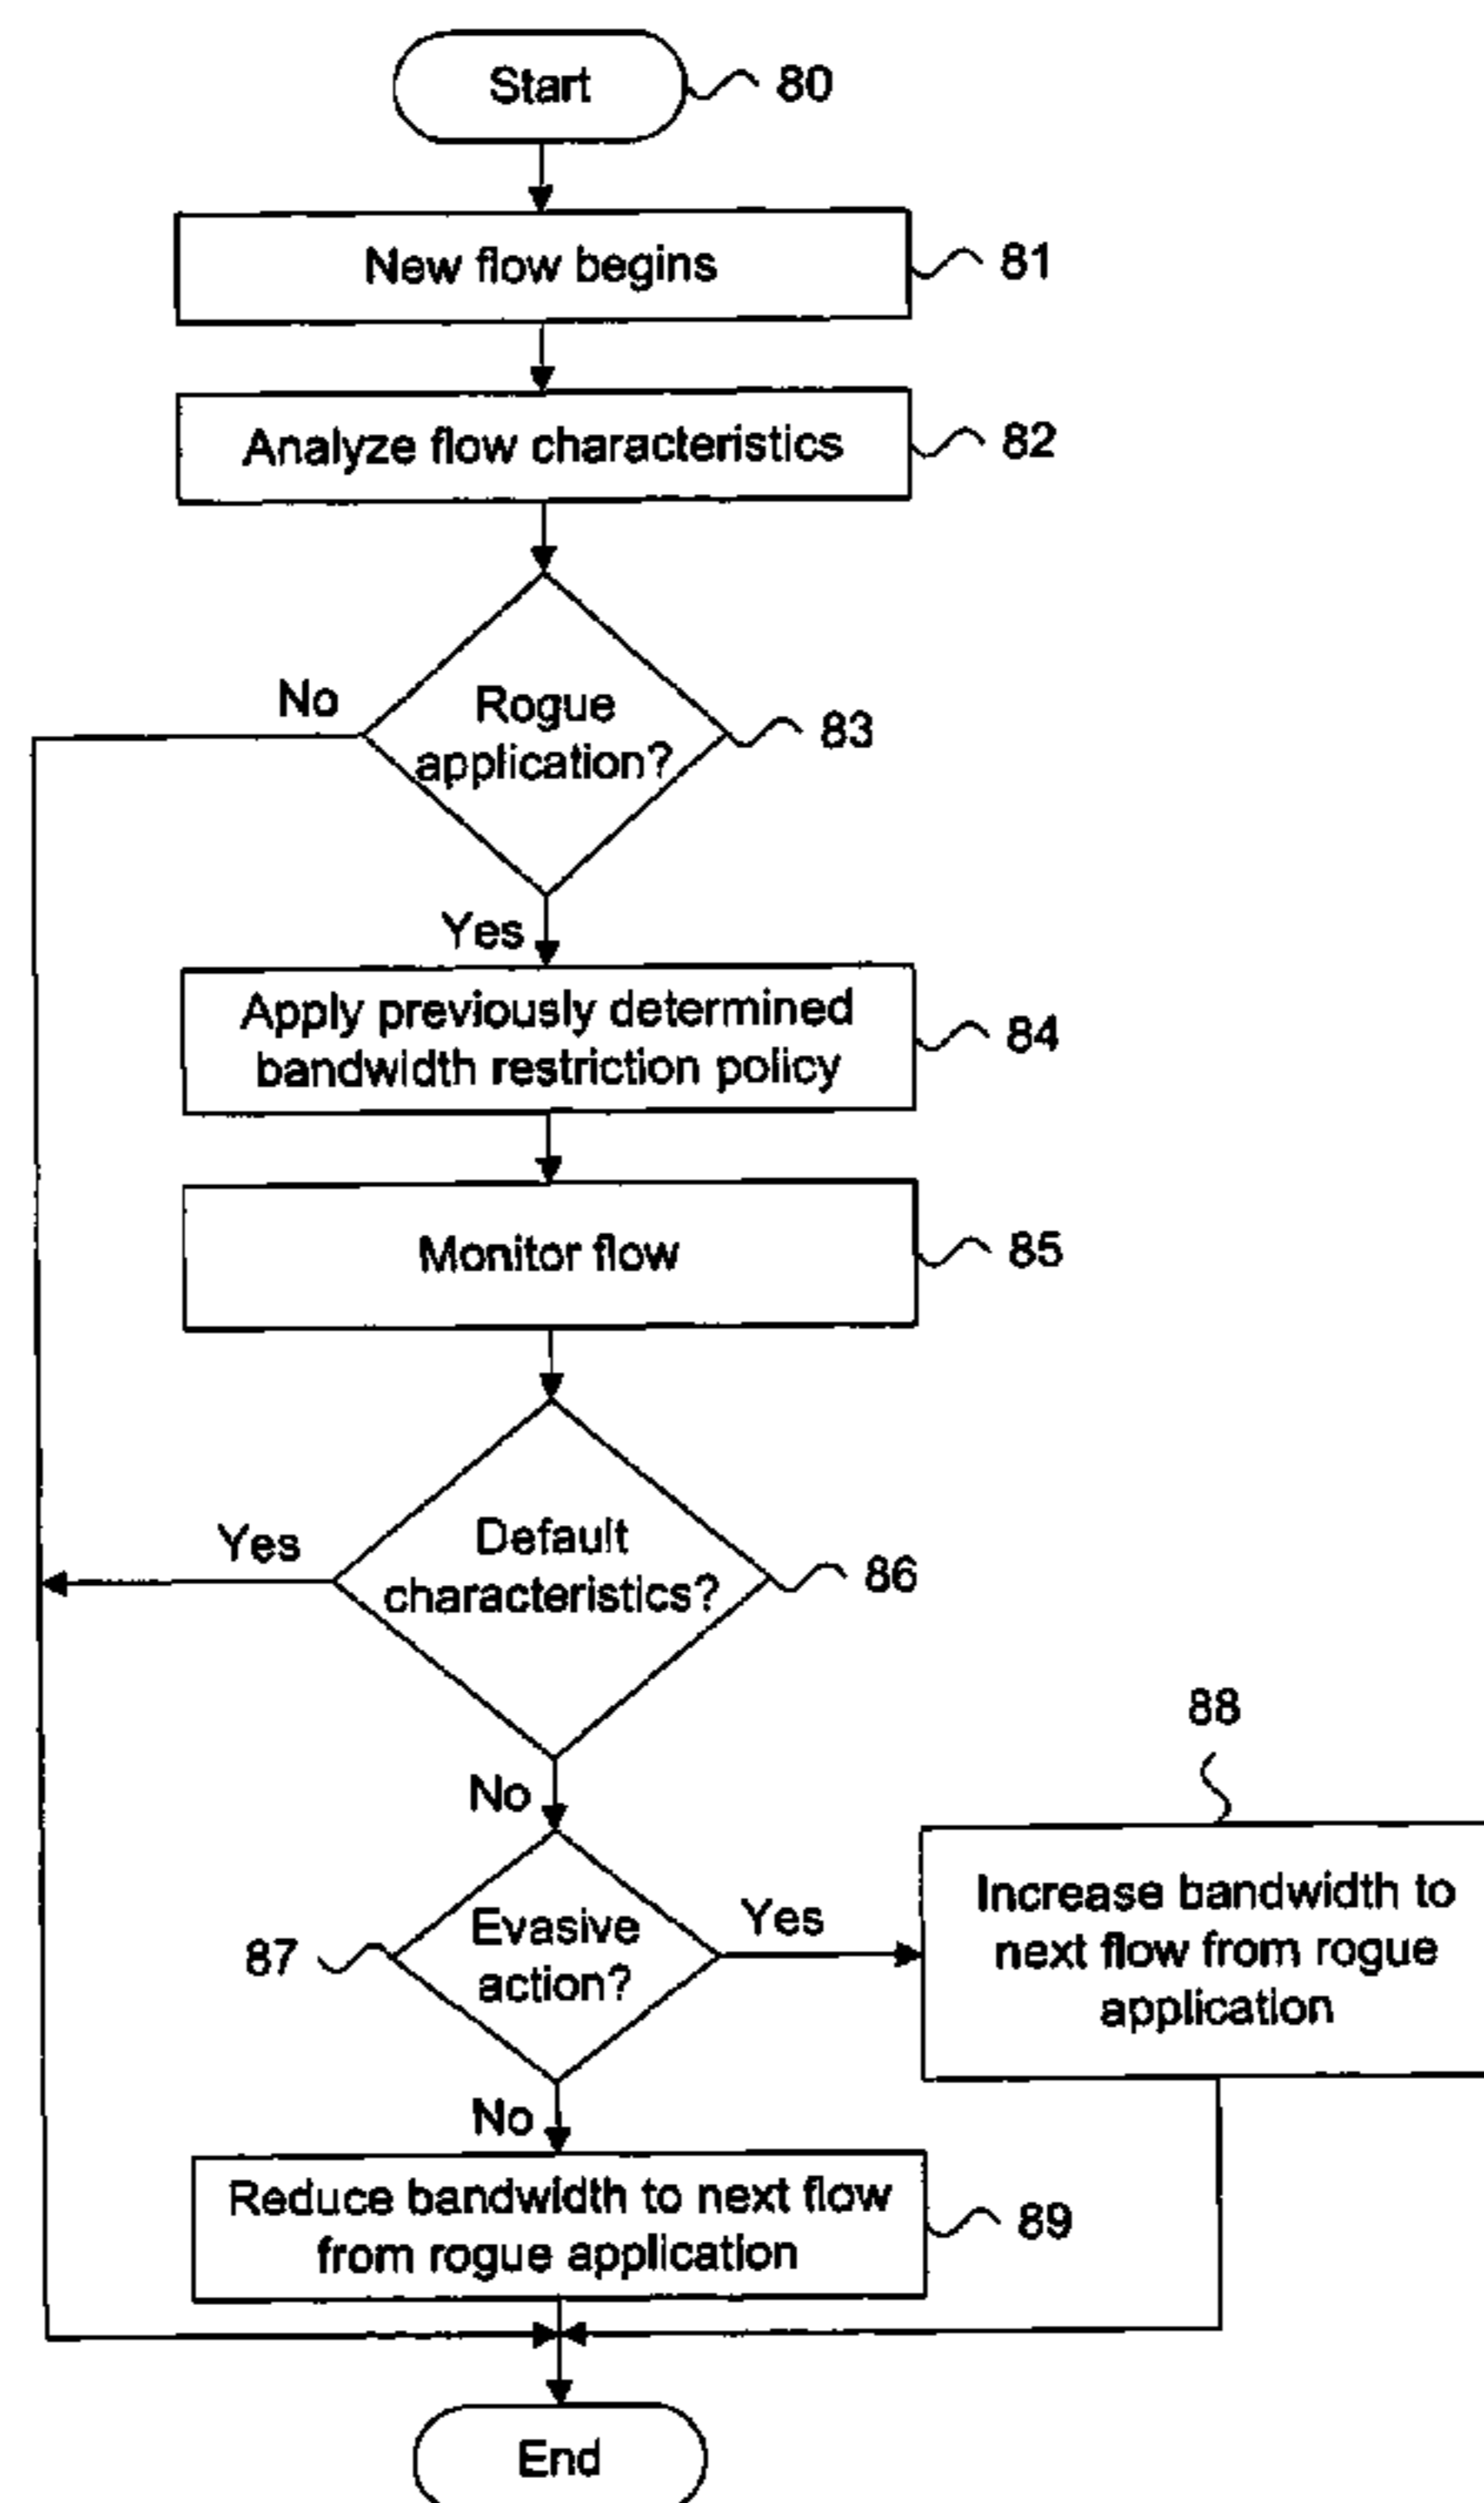 Start
80
New flow begins
81
Analyze flow characteristics
82
Rogue
application?
83
No
Yes
Apply previously determined
bandwidth restriction policy
84
Monitor flow
85
Default
characteristics?
86
Yes
No
88
Evasive
action?
87
Yes
Increase bandwidth to
next flow from rogue
application
No
Reduce bandwidth to next flow
from rogue application
89
End